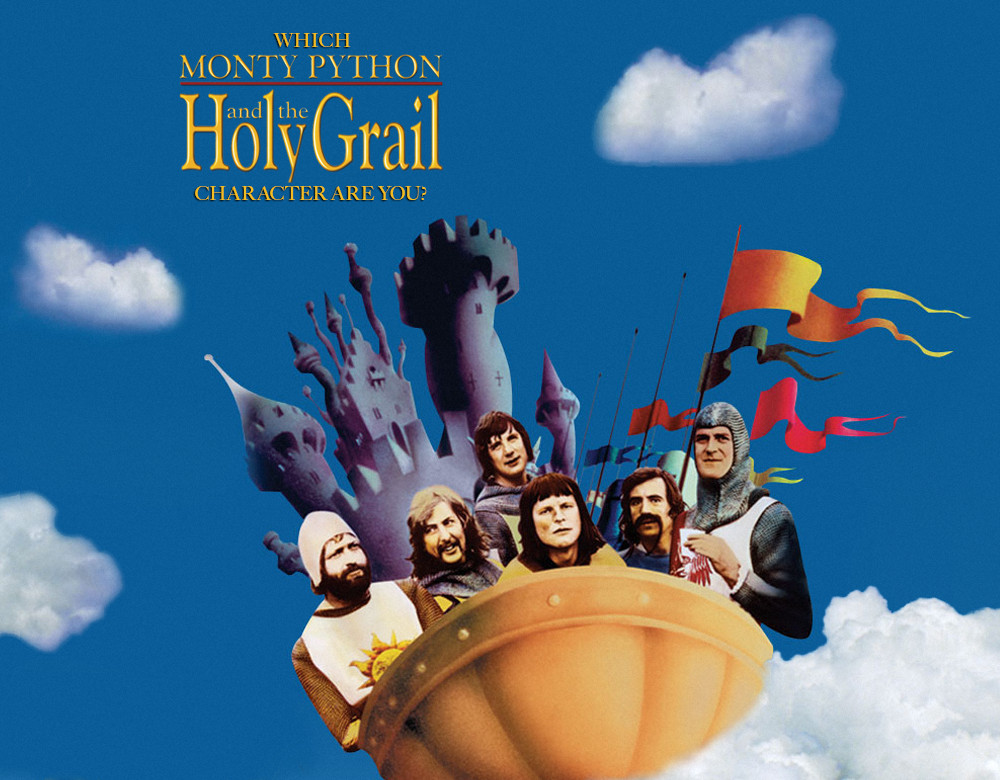 WHICH
MONTY PYTHON
and the
Holy Grail
CHARACTER ARE YOU?